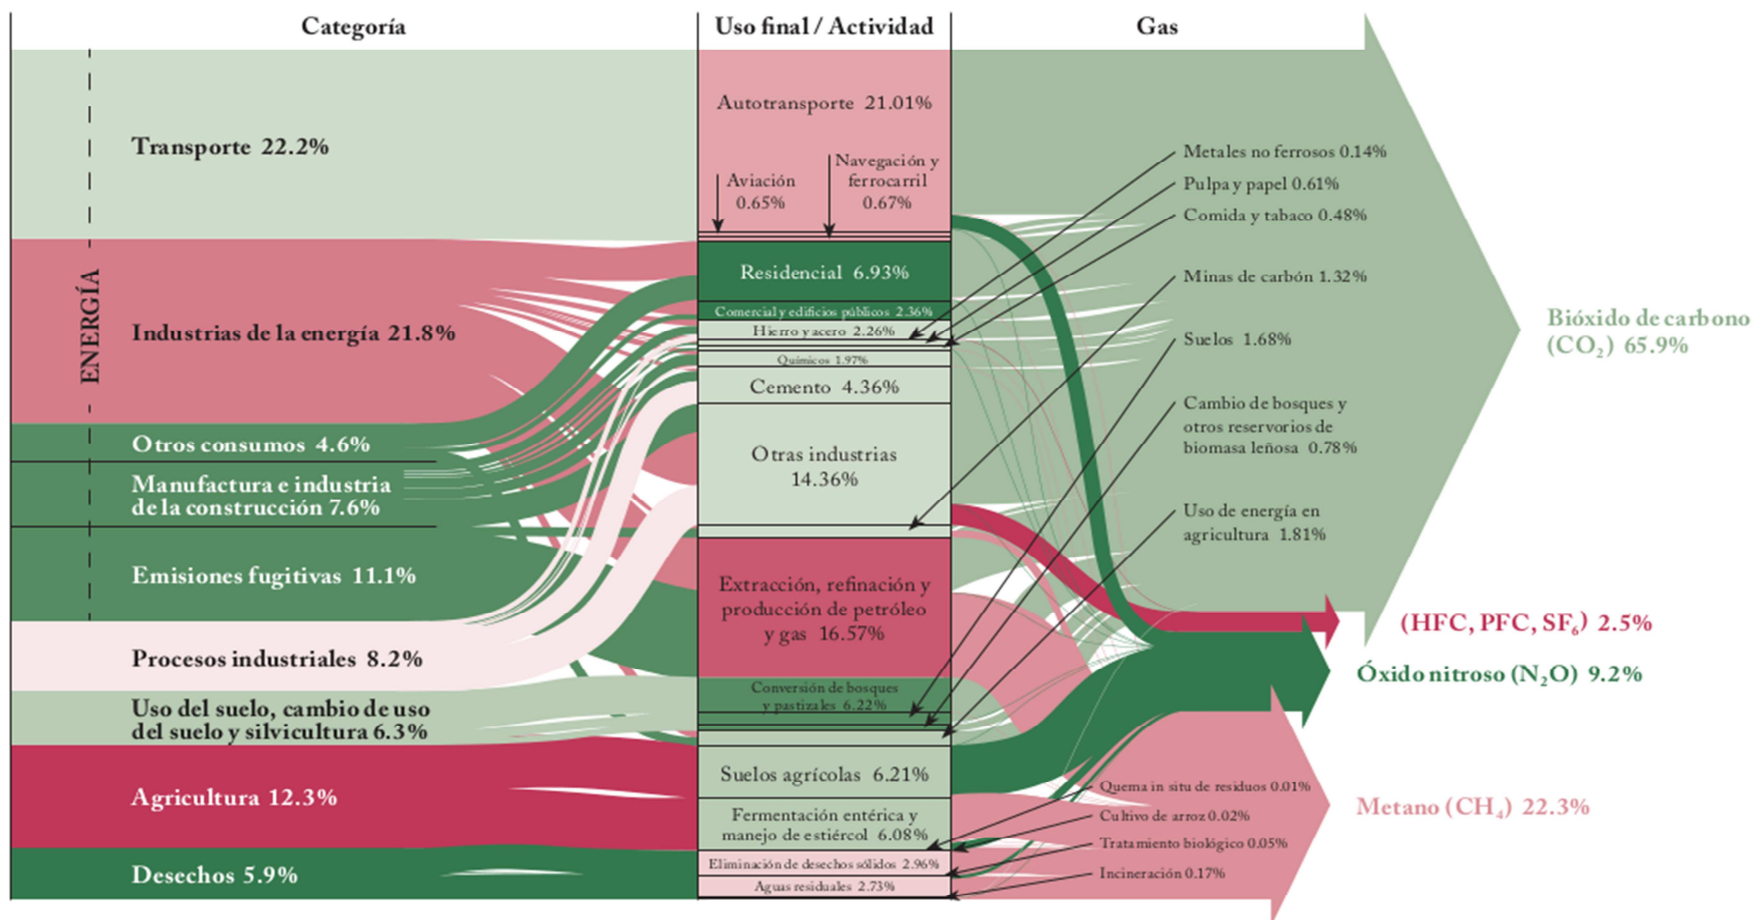 Categoría
Uso final / Actividad
Gas
ENERGÍA
Transporte 22.2%
Industrias de la energía 21.8%
Otros consumos 4.6%
Manufactura e industria
de la construcción 7.6%
Emisiones fugitivas 11.1%
Procesos industriales 8.2%
Uso del suelo, cambio de uso
del suelo y silvicultura 6.3%
Agricultura 12.3%
Desechos 5.9%
Autotransporte 21.01%
Aviación
0.65%
Navegación y
ferrocarril
0.67%
Residencial 6.93%
Comercial y edificios públicos 2.36%
Hierro y acero 2.26%
Químicos 1.97%
Cemento 4.36%
Otras industrias
14.36%
Extracción, refinación y
producción de petróleo
y gas 16.57%
Conversión de bosques
y pastizales 6.22%
Suelos agrícolas 6.21%
Fermentación entérica y
manejo de estiércol 6.08%
Eliminación de desechos sólidos 2.96%
Aguas residuales 2.73%
Metales no ferrosos 0.14%
Pulpa y papel 0.61%
Comida y tabaco 0.48%
Minas de carbón 1.32%
Suelos 1.68%
Cambio de bosques y
otros reservorios de
biomasa leñosa 0.78%
Uso de energía en
agricultura 1.81%
Quema in situ de residuos 0.01%
Cultivo de arroz 0.02%
Tratamiento biológico 0.05%
Incineración 0.17%
Bióxido de carbono
(CO₂) 65.9%
(HFC, PFC, SF₆) 2.5%
Óxido nitroso (N₂O) 9.2%
Metano (CH₄) 22.3%